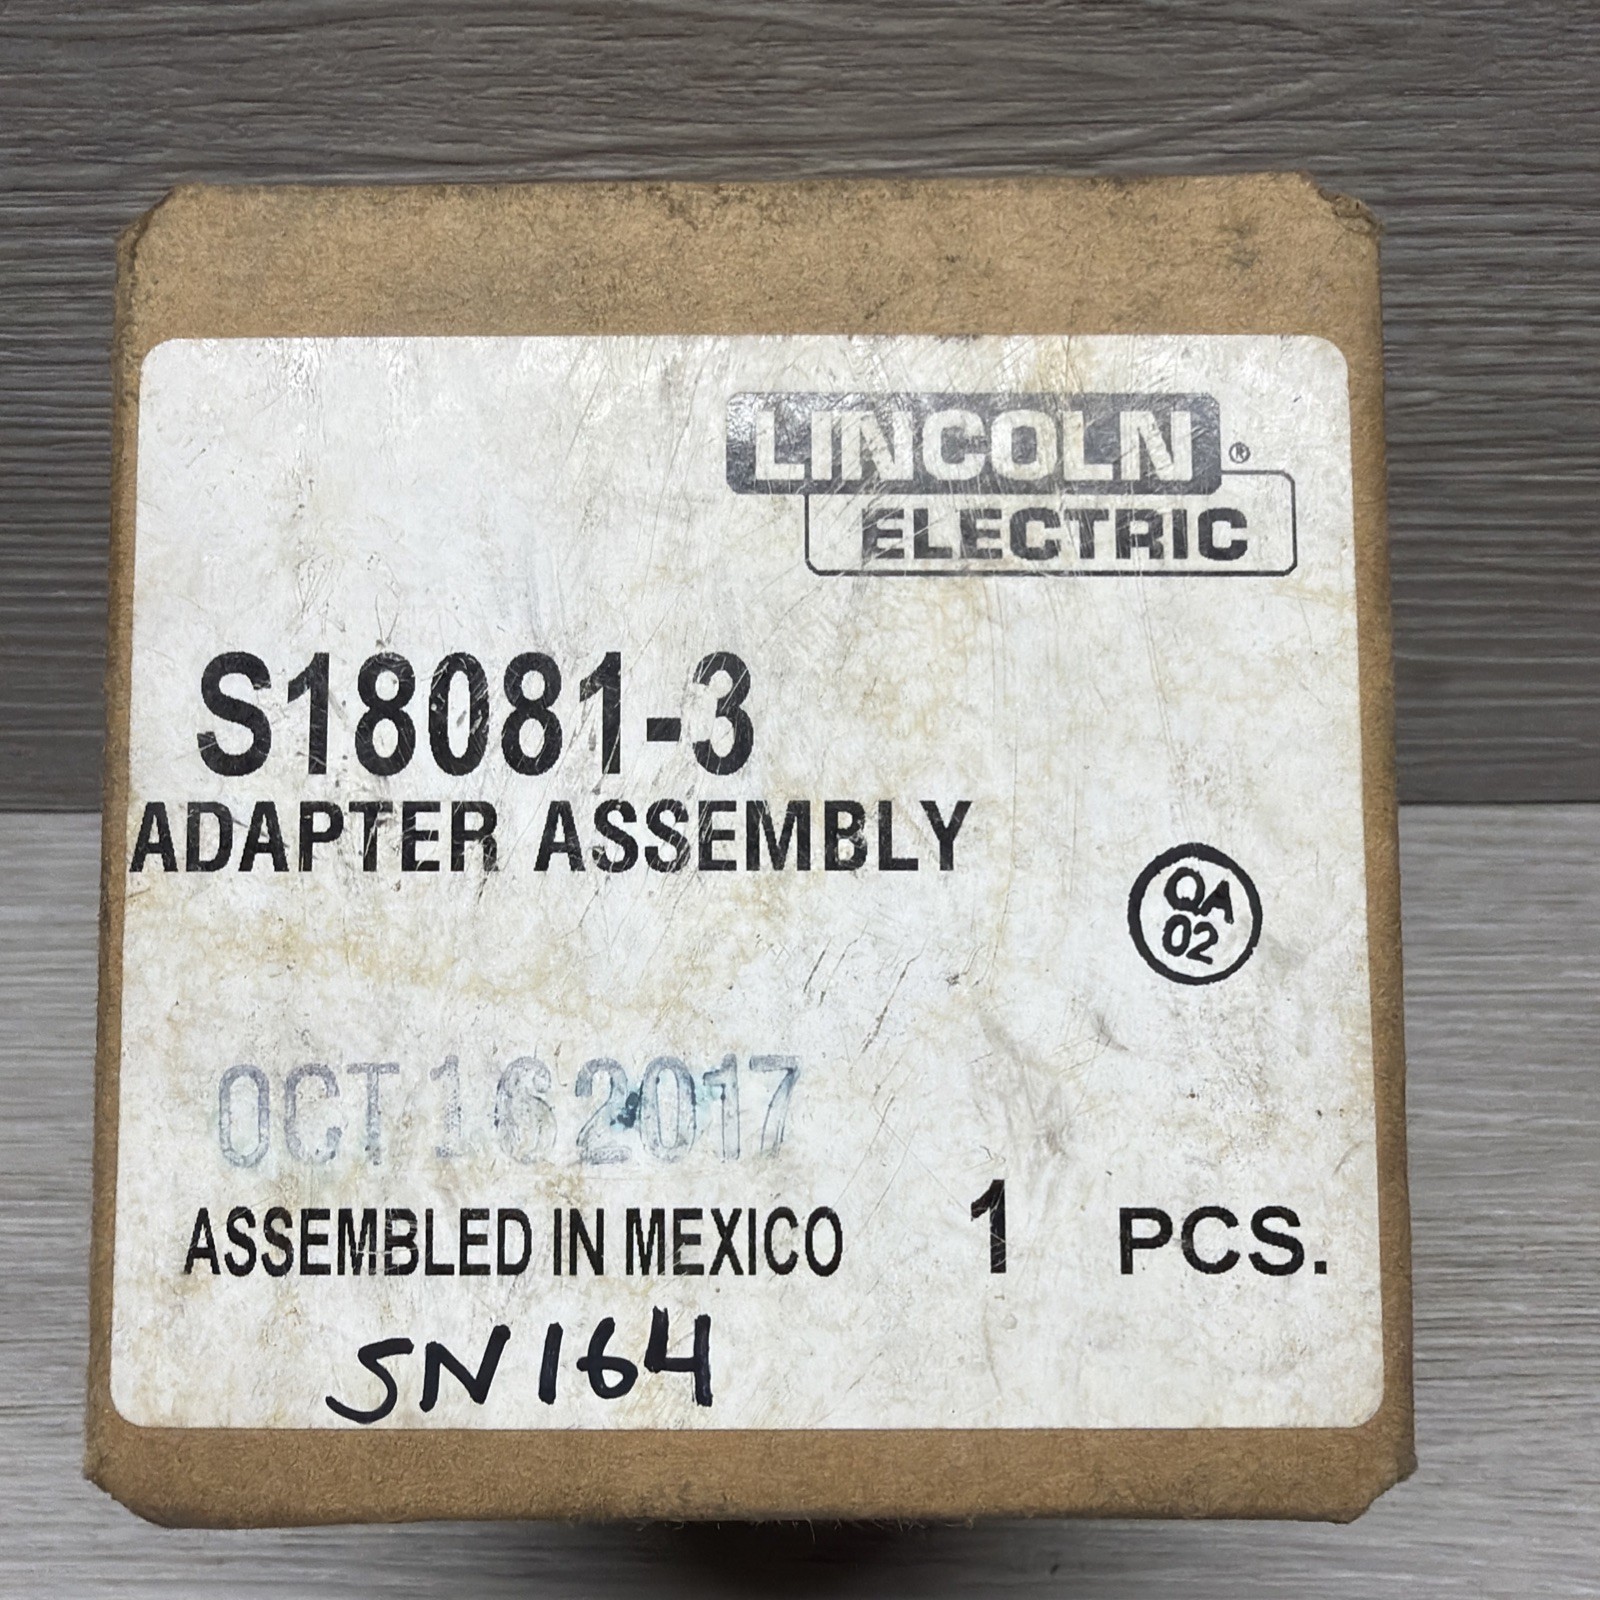 LINCOLN ®
ELECTRIC
S18081-3
ADAPTER ASSEMBLY
QA
02
OCT 16 2017
ASSEMBLED IN MEXICO 1 PCS.
SN164